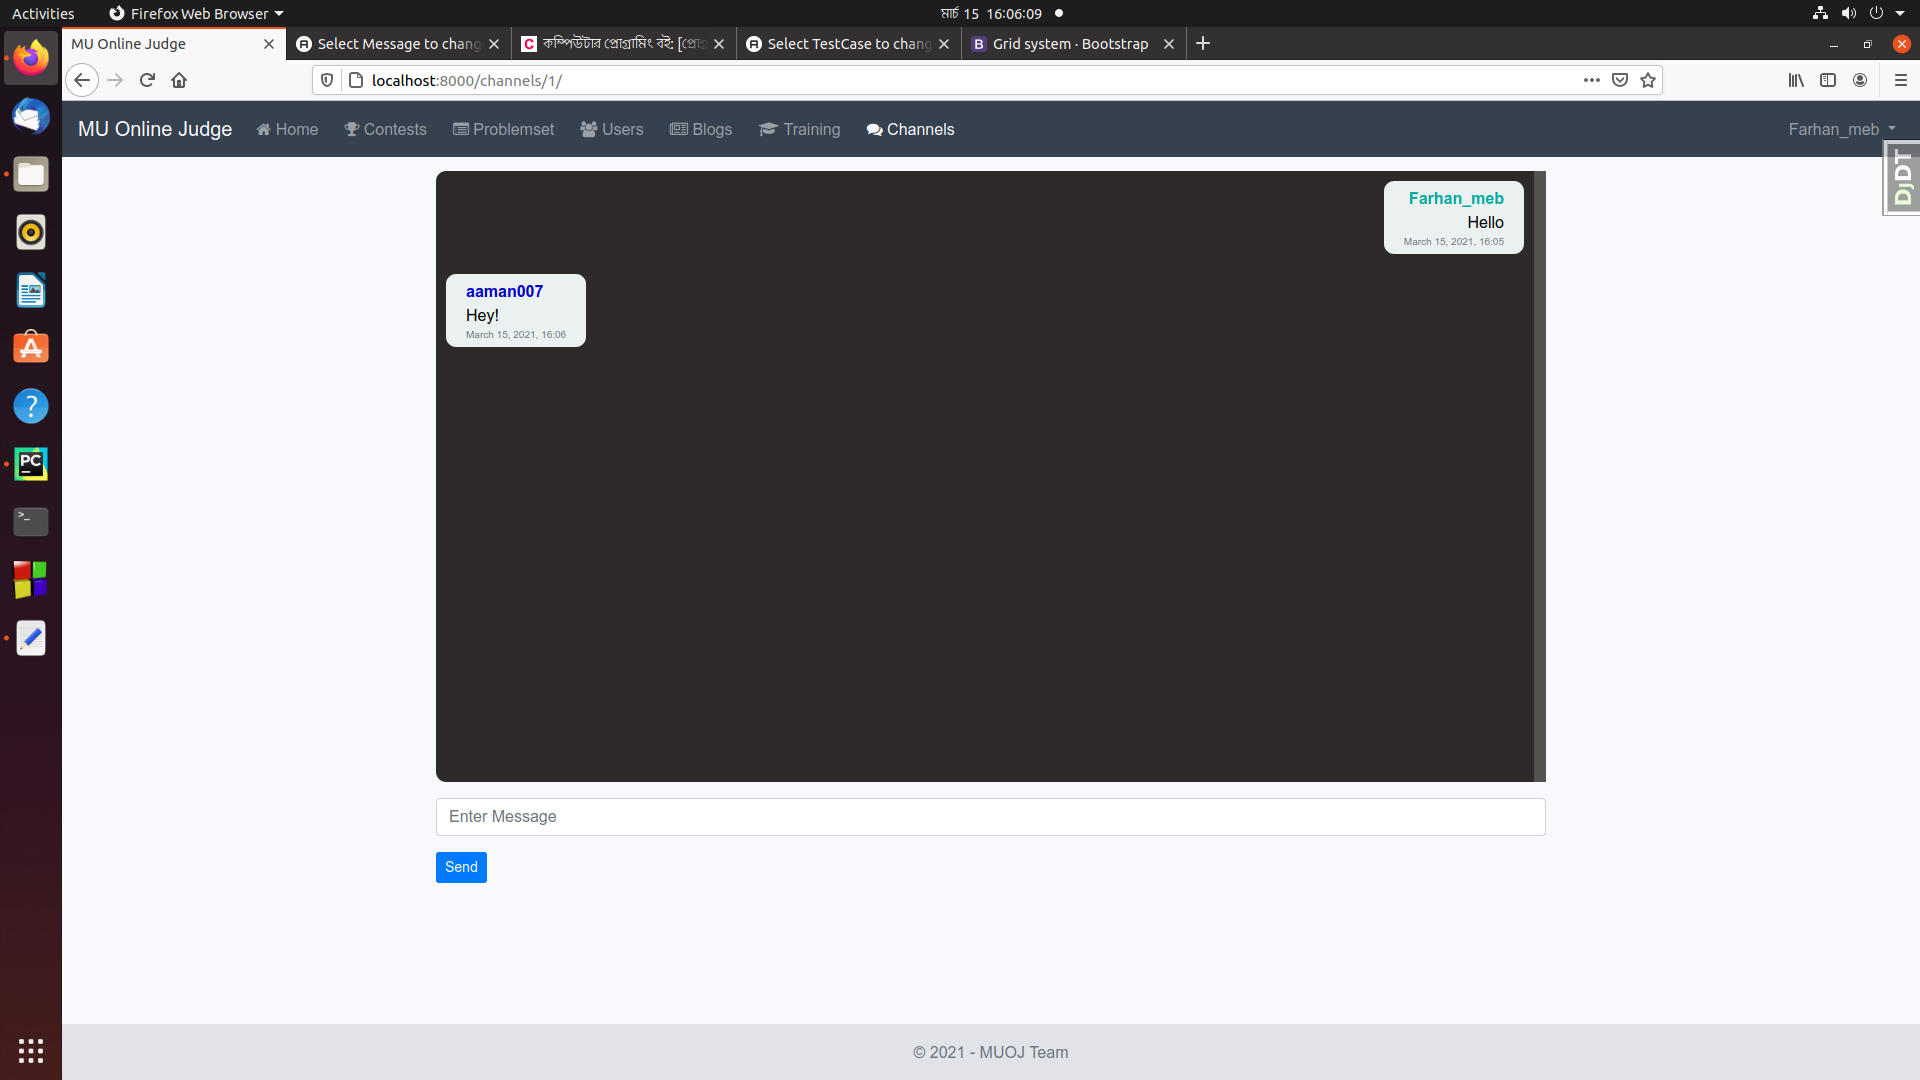 Activities
Firefox Web Browser
মার্চ 15 16:06:09
MU Online Judge
Select Message to chang
কম্পিউটার প্রোগ্রামিং বই: [প্রোগ্র
Select TestCase to chang
Grid system · Bootstrap
localhost:8000/channels/1/
MU Online Judge
Home
Contests
Problemset
Users
Blogs
Training
Channels
Farhan_meb
DjDT
Farhan_meb
Hello
March 15, 2021, 16:05
aaman007
Hey!
March 15, 2021, 16:06
Enter Message
Send
© 2021 - MUOJ Team